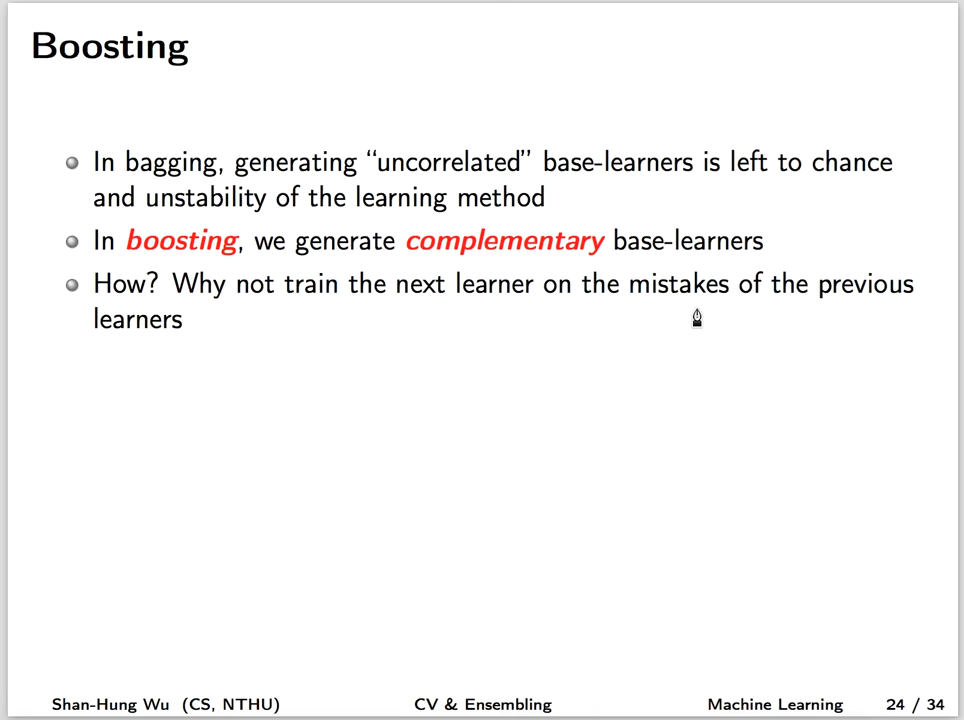 Boosting
In bagging, generating “uncorrelated” base-learners is left to chance
and unstability of the learning method
In boosting, we generate complementary base-learners
How? Why not train the next learner on the mistakes of the previous
learners
Shan-Hung Wu (CS, NTHU) CV & Ensembling Machine Learning 24 / 34